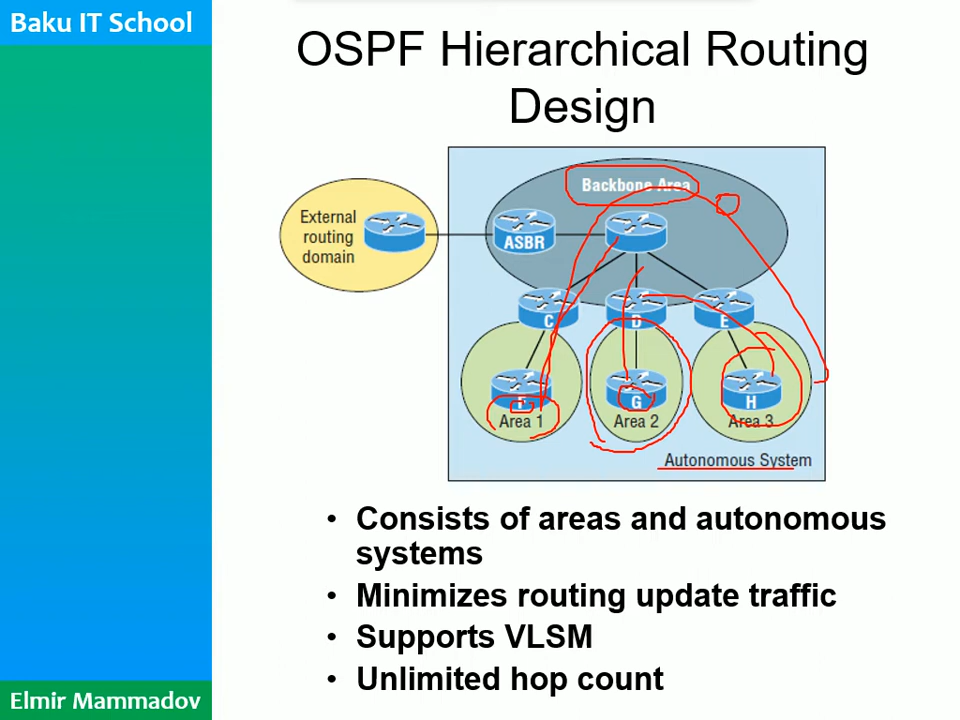 Baku IT School
OSPF Hierarchical Routing
Design
Backbone Area
External
routing
domain
ASBR
C
D
E
F
G
H
Area 1
Area 2
Area 3
Autonomous System
• Consists of areas and autonomous
systems
• Minimizes routing update traffic
• Supports VLSM
• Unlimited hop count
Elmir Mammadov